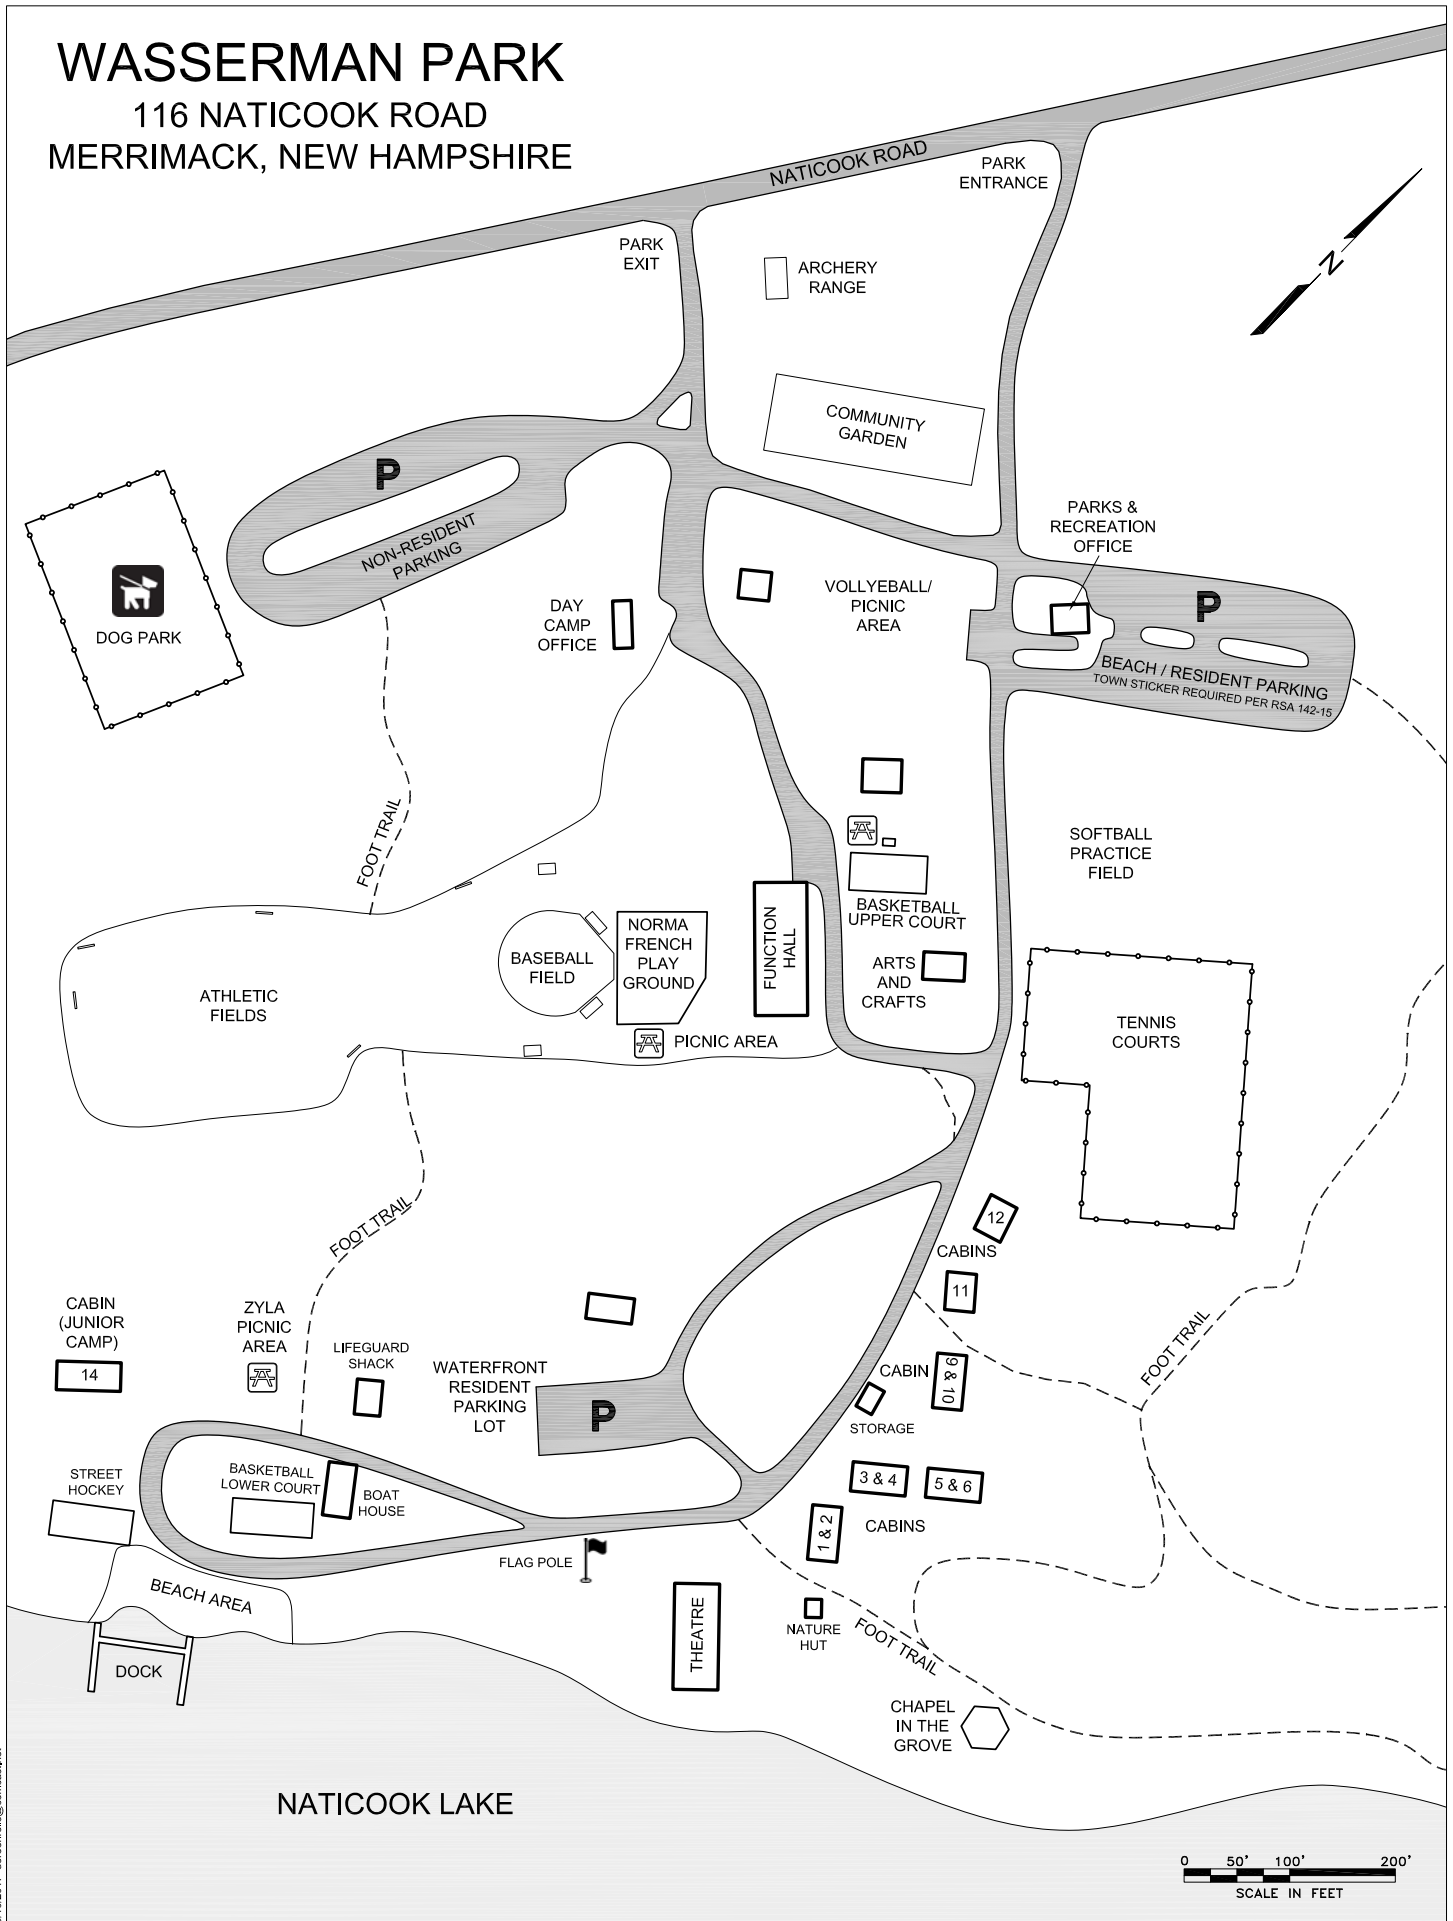 WASSERMAN PARK
116 NATICOOK ROAD
MERRIMACK, NEW HAMPSHIRE
NATICOOK ROAD
PARK
ENTRANCE
PARK
EXIT
ARCHERY
RANGE
N
COMMUNITY
GARDEN
P
NON-RESIDENT
PARKING
PARKS &
RECREATION
OFFICE
DOG PARK
DAY
CAMP
OFFICE
VOLLYEBALL/
PICNIC
AREA
P
BEACH / RESIDENT PARKING
TOWN STICKER REQUIRED PER RSA 142-15
FOOT TRAIL
SOFTBALL
PRACTICE
FIELD
BASKETBALL
UPPER COURT
NORMA
FRENCH
PLAY
GROUND
FUNCTION
HALL
BASEBALL
FIELD
ARTS
AND
CRAFTS
ATHLETIC
FIELDS
PICNIC AREA
TENNIS
COURTS
FOOT TRAIL
12
CABINS
11
CABIN
(JUNIOR
CAMP)
14
ZYLA
PICNIC
AREA
LIFEGUARD
SHACK
WATERFRONT
RESIDENT
PARKING
LOT
P
CABIN
9 & 10
STORAGE
FOOT TRAIL
STREET
HOCKEY
BASKETBALL
LOWER COURT
BOAT
HOUSE
3 & 4
5 & 6
1 & 2
CABINS
FLAG POLE
BEACH AREA
THEATRE
NATURE
HUT
FOOT TRAIL
DOCK
CHAPEL
IN THE
GROVE
NATICOOK LAKE
0 50' 100' 200'
SCALE IN FEET